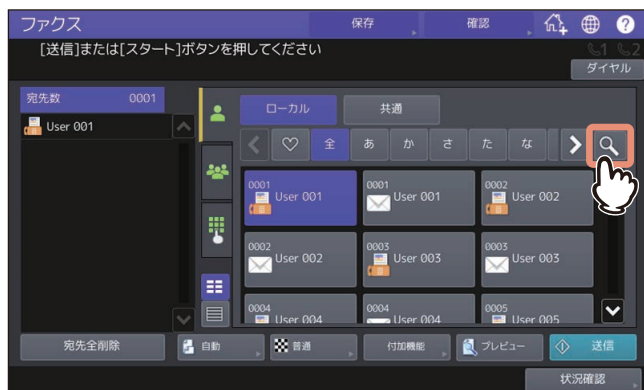 ファクス 保存 確認 ?
[送信]または[スタート]ボタンを押してください
1 2
ダイヤル
宛先数 0001
User 001
ローカル 共通
全 あ か さ た な
0001 User 001
0001 User 001
0002 User 002
0002 User 002
0003 User 003
0003 User 003
0004 User 004
0004 User 004
0005 User 005
宛先全削除 自動 普通 付加機能 プレビュー 送信
状況確認